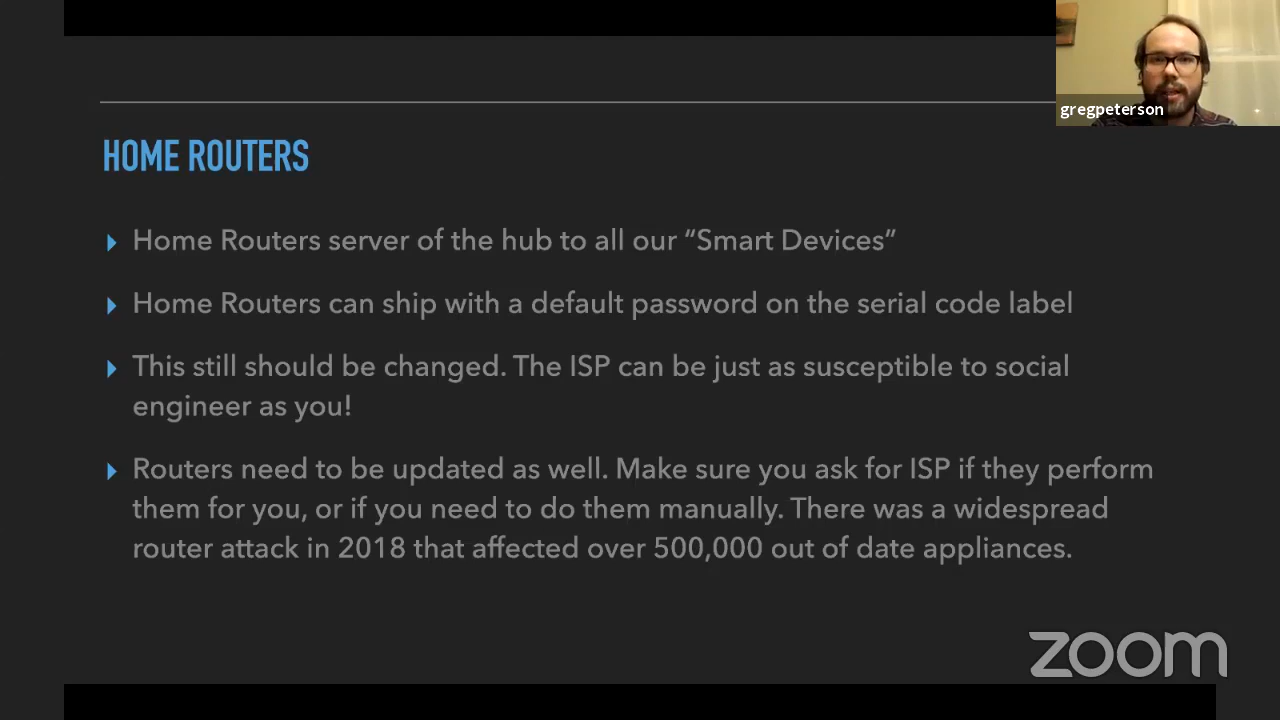 gregpeterson
HOME ROUTERS
Home Routers server of the hub to all our “Smart Devices”
Home Routers can ship with a default password on the serial code label
This still should be changed. The ISP can be just as susceptible to social
engineer as you!
Routers need to be updated as well. Make sure you ask for ISP if they perform
them for you, or if you need to do them manually. There was a widespread
router attack in 2018 that affected over 500,000 out of date appliances.
zoom